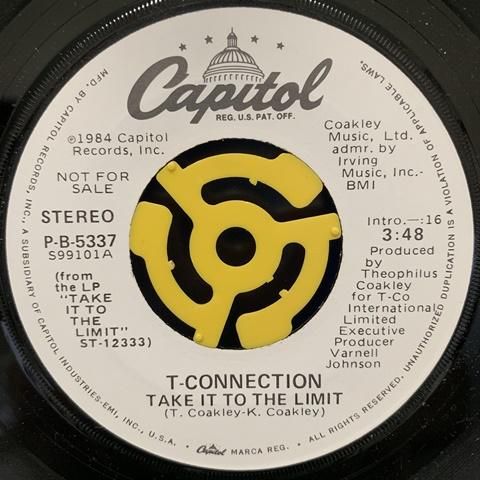 Capitol
REG. U.S. PAT. OFF.
℗1984 Capitol
Records, Inc.
NOT FOR
SALE
STEREO
P-B-5337
S99101A
(from
the LP
"TAKE
IT TO
THE
LIMIT"
ST-12333)
Coakley
Music, Ltd.
admr. by
Irving
Music, Inc.-
BMI
Intro.—:16
3:48
Produced
by
Theophilus
Coakley
for T-Co
International
Limited
Executive
Producer
Varnell
Johnson
T-CONNECTION
TAKE IT TO THE LIMIT
(T. Coakley-K. Coakley)
MFD. BY CAPITOL RECORDS, INC., A SUBSIDIARY OF CAPITOL INDUSTRIES-EMI, INC., U.S.A. • Capitol MARCA REG. • ALL RIGHTS RESERVED. UNAUTHORIZED DUPLICATION IS A VIOLATION OF APPLICABLE LAWS.